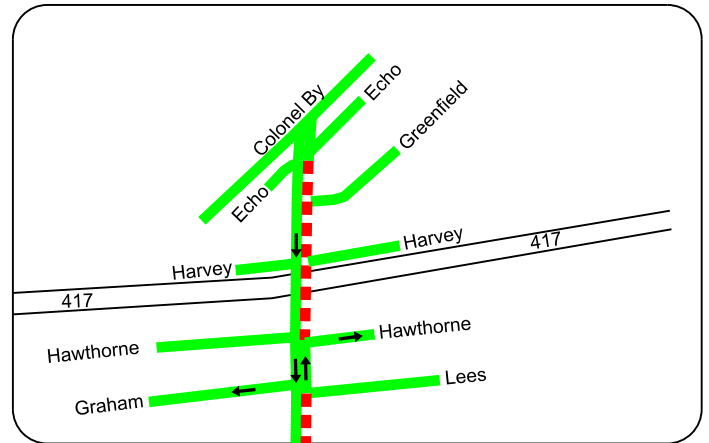 Colonel By
Echo
Greenfield
Echo
Harvey
Harvey
417
417
Hawthorne
Hawthorne
Graham
Lees